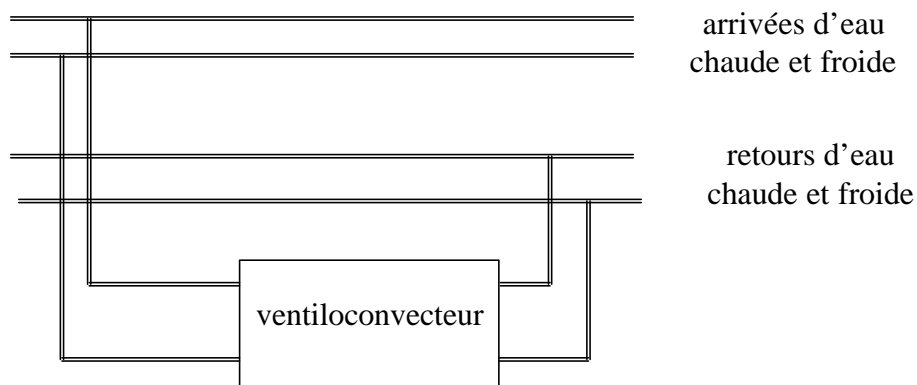 arrivées d'eau
chaude et froide
retours d'eau
chaude et froide
ventiloconvecteur